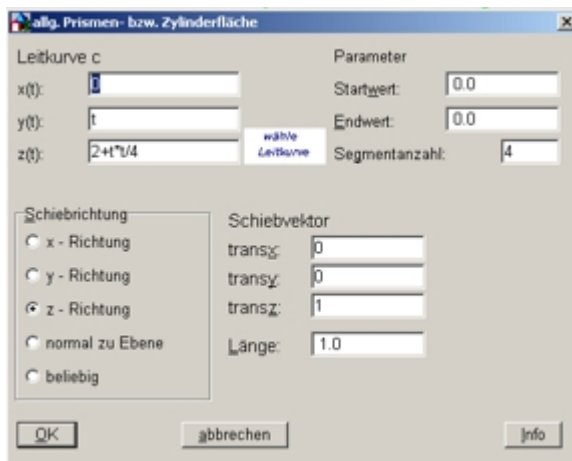 allg. Prismen- bzw. Zylinderfläche
Leitkurve c
x(t): 0
y(t): t
z(t): 2+t*t/4
wähle
Leitkurve
Parameter
Startwert: 0.0
Endwert: 0.0
Segmentanzahl: 4
Schiebrichtung
x - Richtung
y - Richtung
z - Richtung
normal zu Ebene
beliebig
Schiebvektor
transx: 0
transy: 0
transz: 1
Länge: 1.0
OK
abbrechen
Info